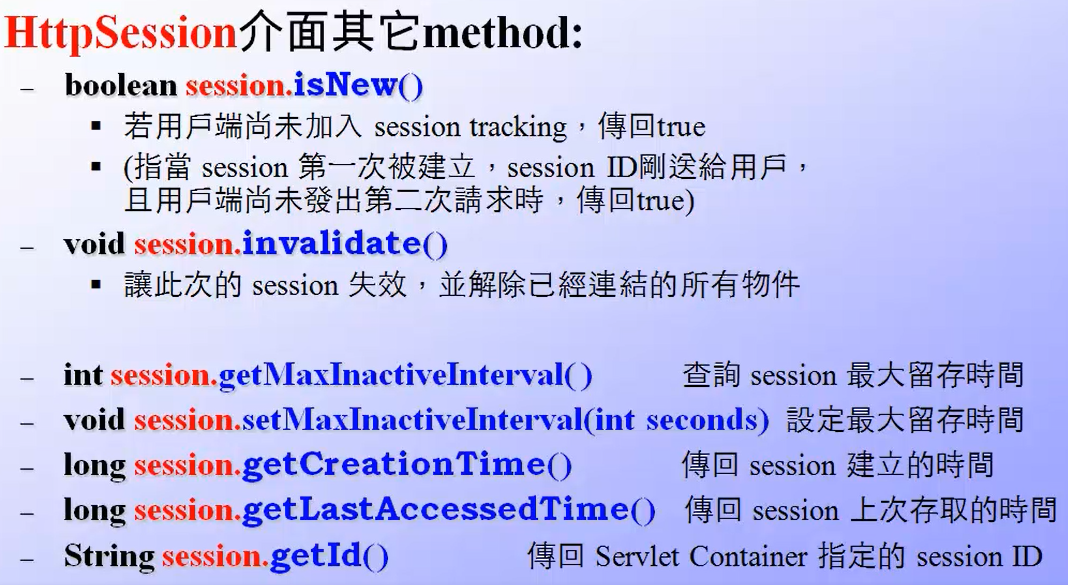 HttpSession介面其它method:
– boolean session.isNew()
▪ 若用戶端尚未加入 session tracking，傳回true
▪ (指當 session 第一次被建立，session ID剛送給用戶，
且用戶端尚未發出第二次請求時，傳回true)
– void session.invalidate()
▪ 讓此次的 session 失效，並解除已經連結的所有物件
– int session.getMaxInactiveInterval() 查詢 session 最大留存時間
– void session.setMaxInactiveInterval(int seconds) 設定最大留存時間
– long session.getCreationTime() 傳回 session 建立的時間
– long session.getLastAccessedTime() 傳回 session 上次存取的時間
– String session.getId() 傳回 Servlet Container 指定的 session ID